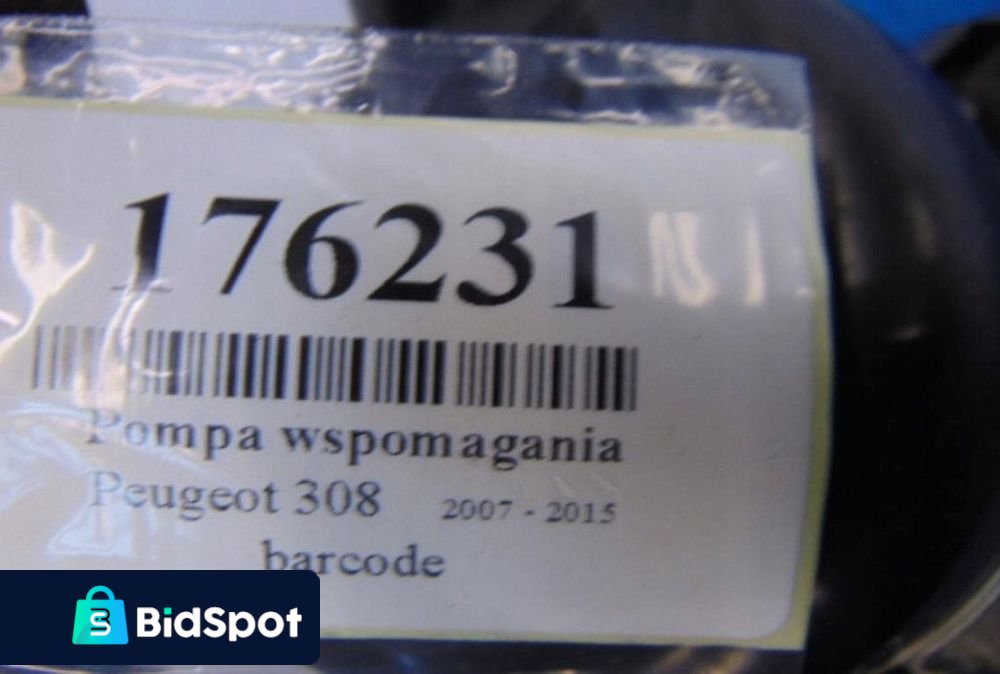 176231
Pompa wspomagania
Peugeot 308 2007 - 2015
barcode
BidSpot